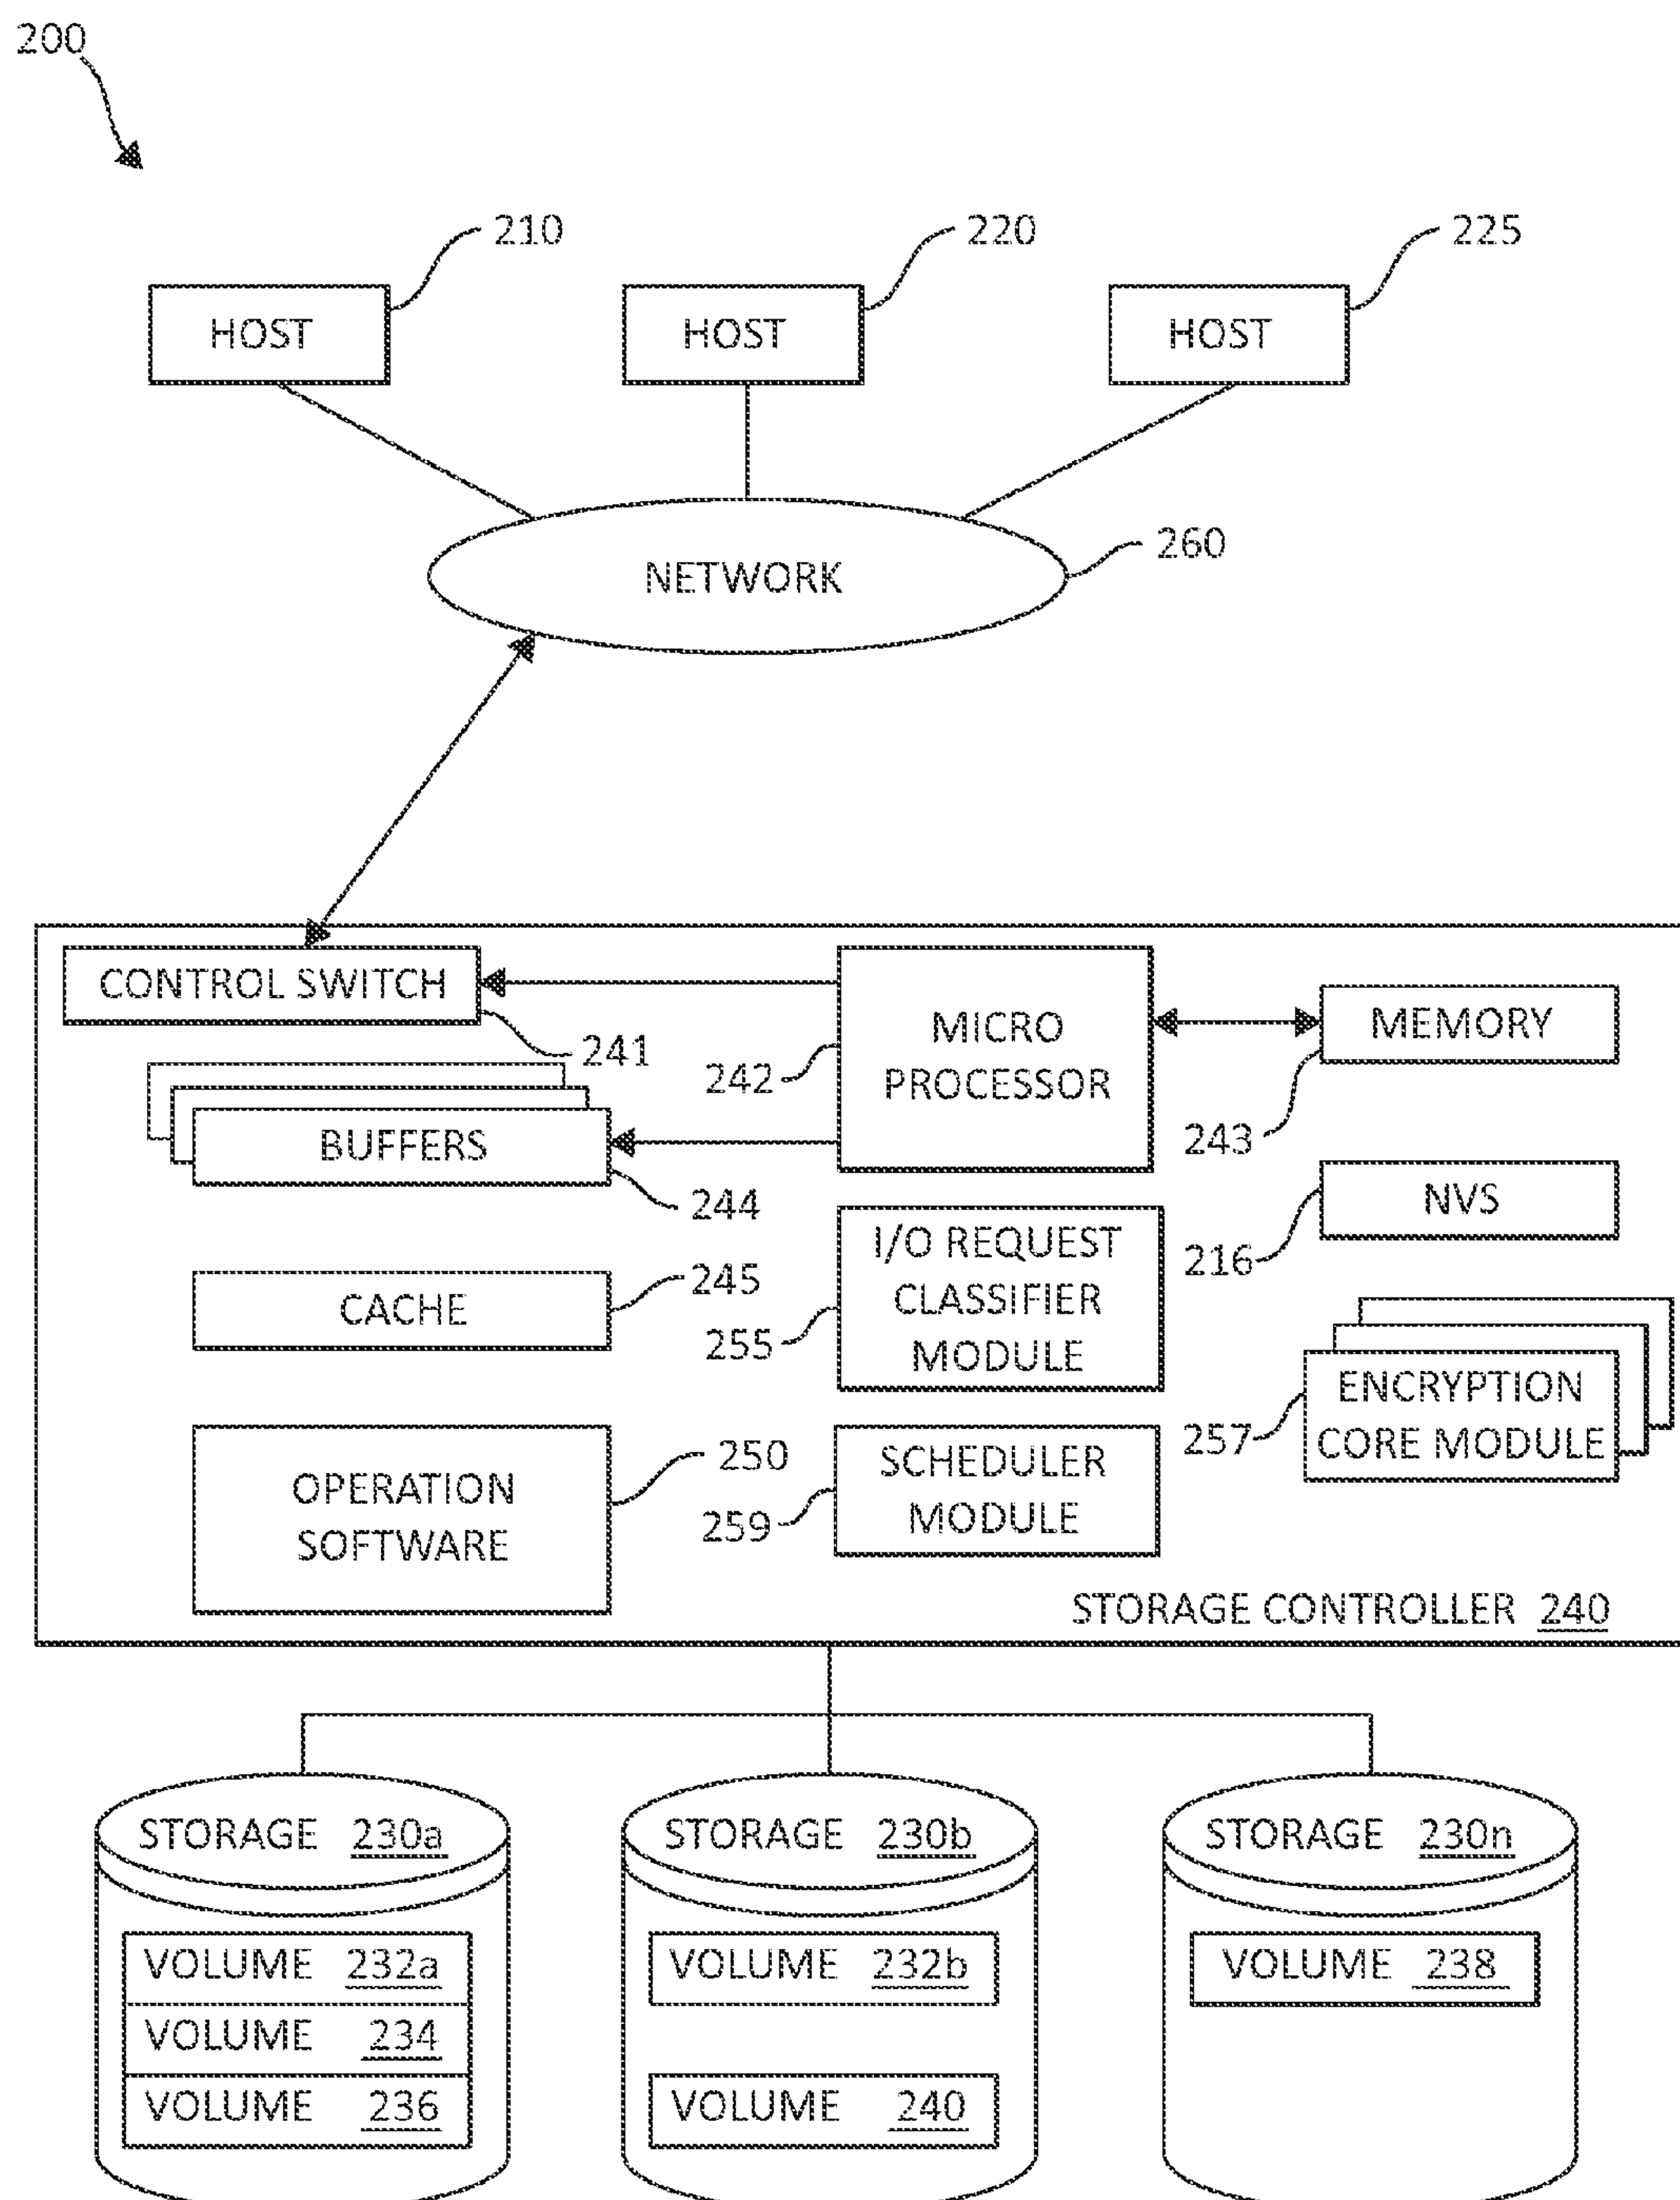 200
210
220
225
HOST
HOST
HOST
260
NETWORK
CONTROL SWITCH
241
MICRO
PROCESSOR
242
MEMORY
243
BUFFERS
244
NVS
216
I/O REQUEST
CLASSIFIER
MODULE
255
CACHE
245
ENCRYPTION
CORE MODULE
257
OPERATION
SOFTWARE
250
SCHEDULER
MODULE
259
STORAGE CONTROLLER 240
STORAGE 230a
STORAGE 230b
STORAGE 230n
VOLUME 232a
VOLUME 234
VOLUME 236
VOLUME 232b
VOLUME 240
VOLUME 238